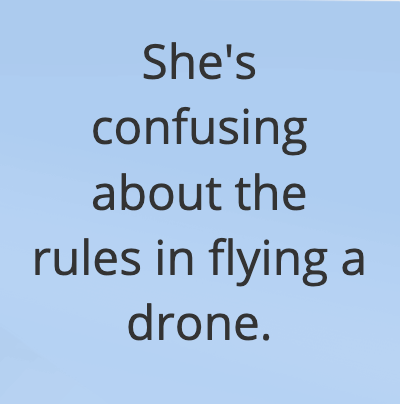 She's
confusing
about the
rules in flying a
drone.